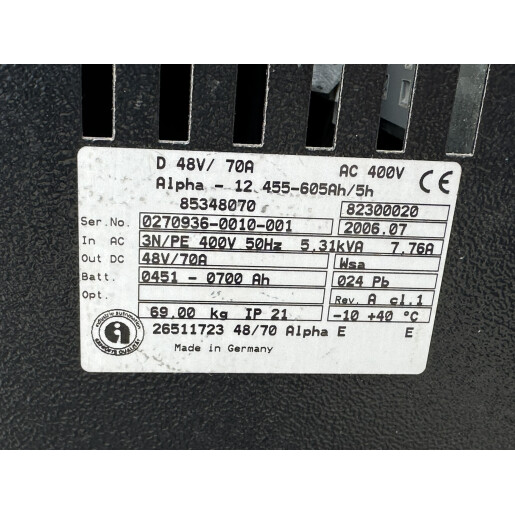 D 48V/ 70A AC 400V
Alpha - 12 455-605Ah/5h CE
85348070 82300020
Ser.No. 0270936-0010-001 2006.07
In AC 3N/PE 400V 50Hz 5.31kVA 7.76A
Out DC 48V/70A Wsa
Batt. 0451 - 0700 Ah 024 Pb
Opt. Rev. A cl.1
69.00 kg IP 21 -10 +40 °C
26511723 48/70 Alpha E E
Made in Germany